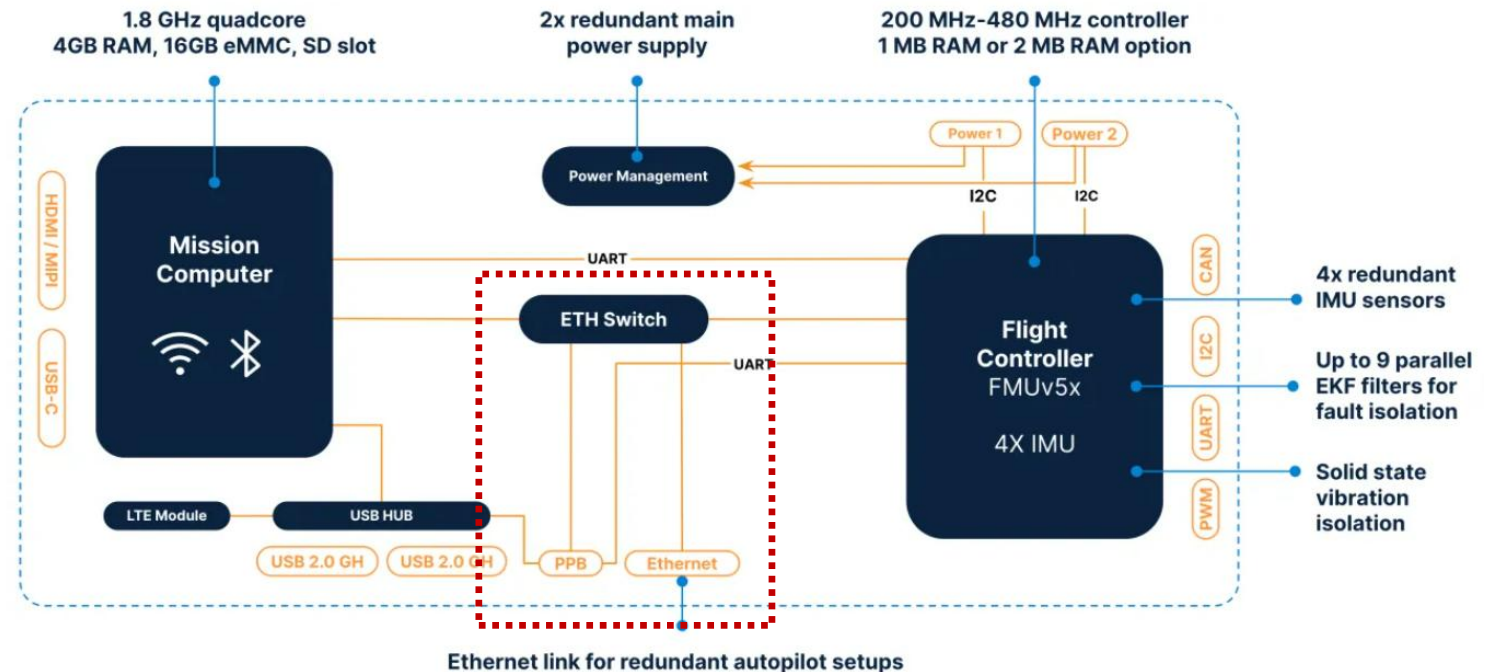 1.8 GHz quadcore
4GB RAM, 16GB eMMC, SD slot
2x redundant main
power supply
200 MHz-480 MHz controller
1 MB RAM or 2 MB RAM option
Power 1
Power 2
Power Management
I2C
I2C
HDMI / MIPI
USB-C
Mission
Computer
UART
ETH Switch
UART
Flight
Controller
FMUv5x
4X IMU
CAN
I2C
UART
PWM
4x redundant
IMU sensors
Up to 9 parallel
EKF filters for
fault isolation
Solid state
vibration
isolation
LTE Module
USB HUB
USB 2.0 GH
USB 2.0 GH
PPB
Ethernet
Ethernet link for redundant autopilot setups